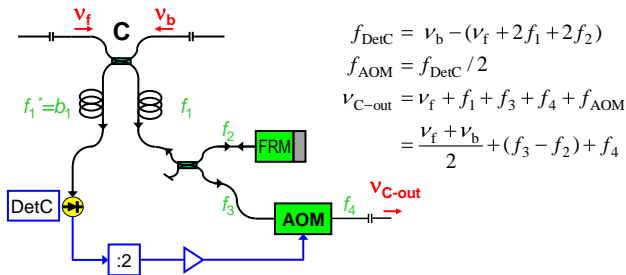 ν_f
ν_b
C
f_1*=b_1
f_1
f_2
FRM
f_3
DetC
:2
AOM
f_4
ν_C-out
f_DetC = ν_b −(ν_f + 2f_1 + 2f_2)
f_AOM = f_DetC / 2
ν_C−out = ν_f + f_1 + f_3 + f_4 + f_AOM
= (ν_f + ν_b)/2 + (f_3 − f_2) + f_4